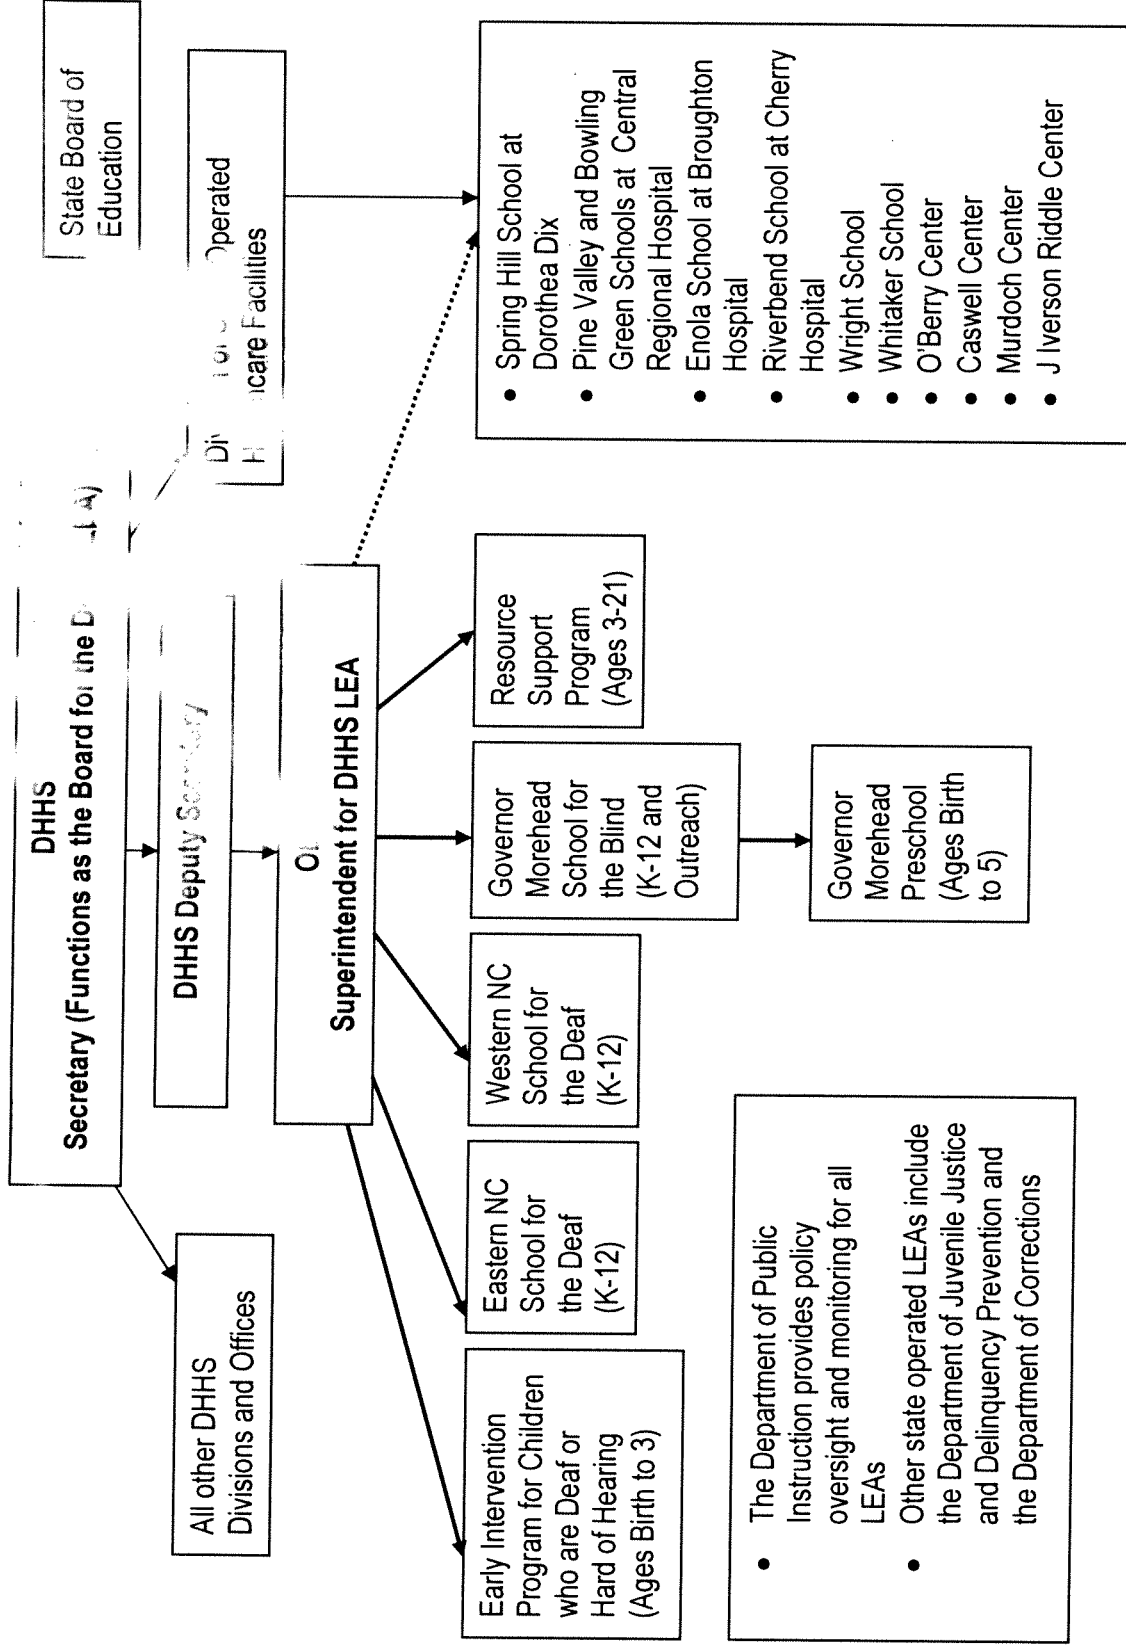 State Board of
Education
DHHS
Secretary (Functions as the Board for the
DHHS Deputy
Operated
Facilities
All other DHHS
Divisions and Offices
Superintendent for DHHS LEA
Early Intervention
Program for Children
who are Deaf or
Hard of Hearing
(Ages Birth to 3)
Eastern NC
School for
the Deaf
(K-12)
Western NC
School for
the Deaf
(K-12)
Governor
Morehead
School for
the Blind
(K-12 and
Outreach)
Resource
Support
Program
(Ages 3-21)
Governor
Morehead
Preschool
(Ages Birth
to 5)
• Spring Hill School at
Dorothea Dix
• Pine Valley and Bowling
Green Schools at Central
Regional Hospital
• Enola School at Broughton
Hospital
• Riverbend School at Cherry
Hospital
• Wright School
• Whitaker School
• O'Berry Center
• Caswell Center
• Murdoch Center
• J Iverson Riddle Center
• The Department of Public
Instruction provides policy
oversight and monitoring for all
LEAs
• Other state operated LEAs include
the Department of Juvenile Justice
and Delinquency Prevention and
the Department of Corrections